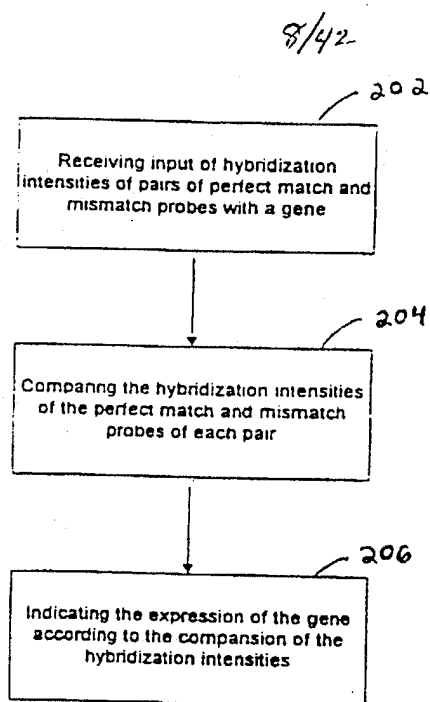 8/42
202
Receiving input of hybridization
intensities of pairs of perfect match and
mismatch probes with a gene
204
Comparing the hybridization intensities
of the perfect match and mismatch
probes of each pair
206
Indicating the expression of the gene
according to the comparision of the
hybridization intensities